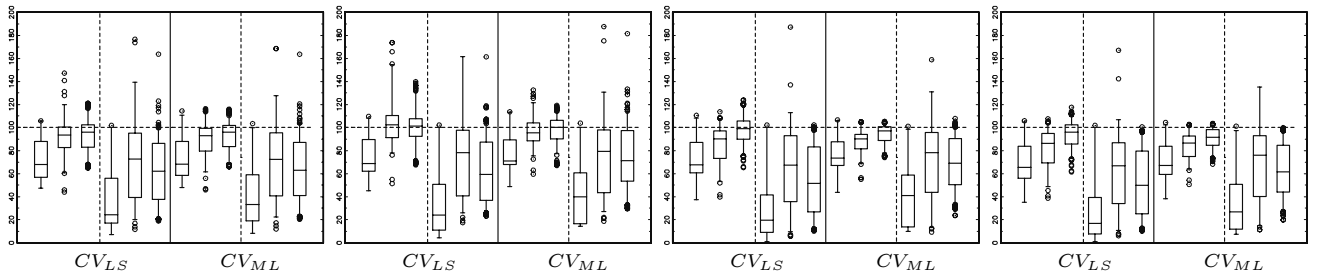 200 200 200 200
180 180 180 180
160 160 160 160
140 140 140 140
120 120 120 120
100 100 100 100
80 80 80 80
60 60 60 60
40 40 40 40
20 20 20 20
0 0 0 0
CV_{LS} CV_{ML} CV_{LS} CV_{ML} CV_{LS} CV_{ML} CV_{LS} CV_{ML}